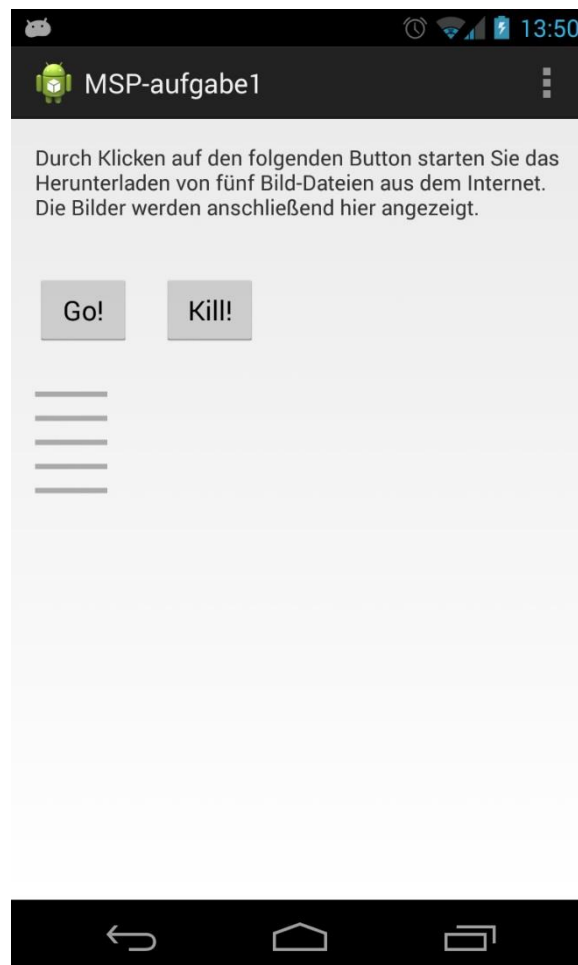 13:50
MSP-aufgabe1
Durch Klicken auf den folgenden Button starten Sie das
Herunterladen von fünf Bild-Dateien aus dem Internet.
Die Bilder werden anschließend hier angezeigt.
Go! Kill!